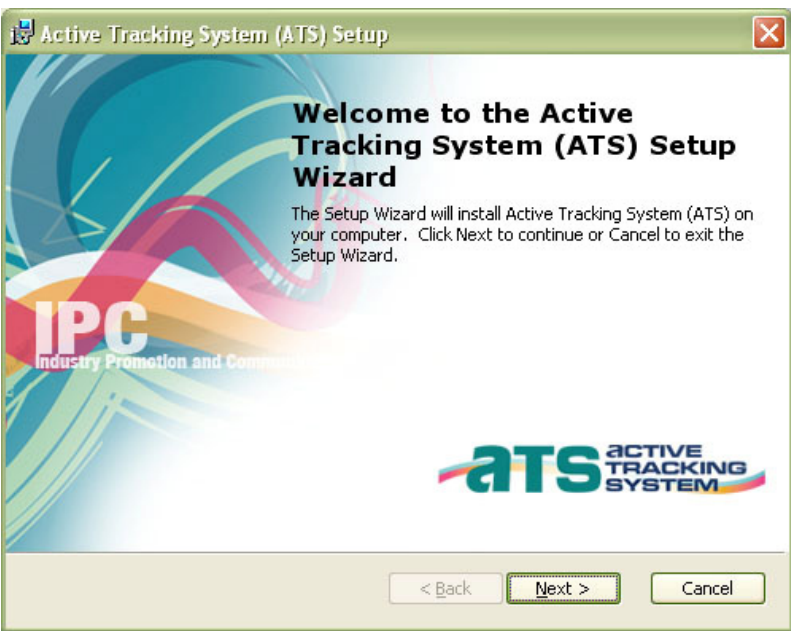 Active Tracking System (ATS) Setup
Welcome to the Active
Tracking System (ATS) Setup
Wizard
The Setup Wizard will install Active Tracking System (ATS) on
your computer.  Click Next to continue or Cancel to exit the
Setup Wizard.
IPC
Industry Promotion and
aTS ACTIVE
TRACKING
SYSTEM
< Back
Next >
Cancel